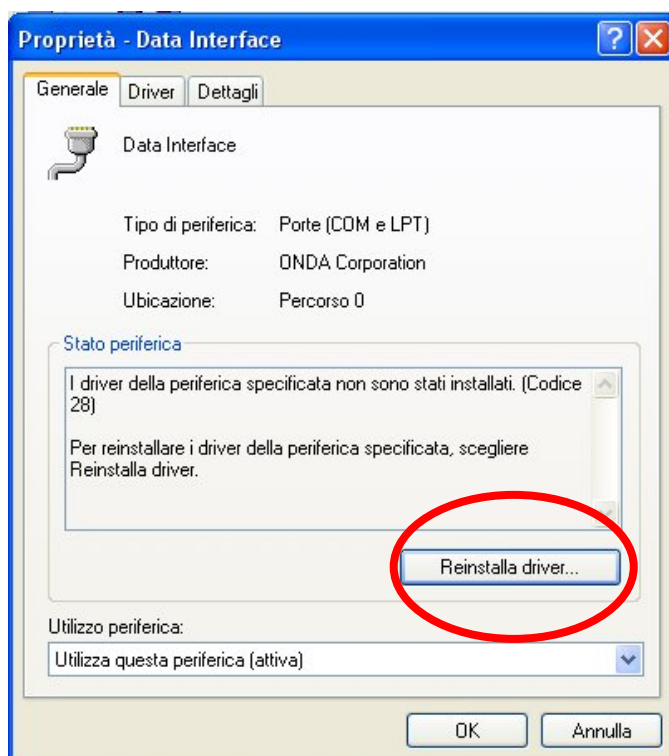 Proprietà - Data Interface
Generale
Driver
Dettagli
Data Interface
Tipo di periferica: Porte (COM e LPT)
Produttore: ONDA Corporation
Ubicazione: Percorso 0
Stato periferica
I driver della periferica specificata non sono stati installati. (Codice
28)
Per reinstallare i driver della periferica specificata, scegliere
Reinstalla driver.
Reinstalla driver...
Utilizzo periferica:
Utilizza questa periferica (attiva)
OK
Annulla